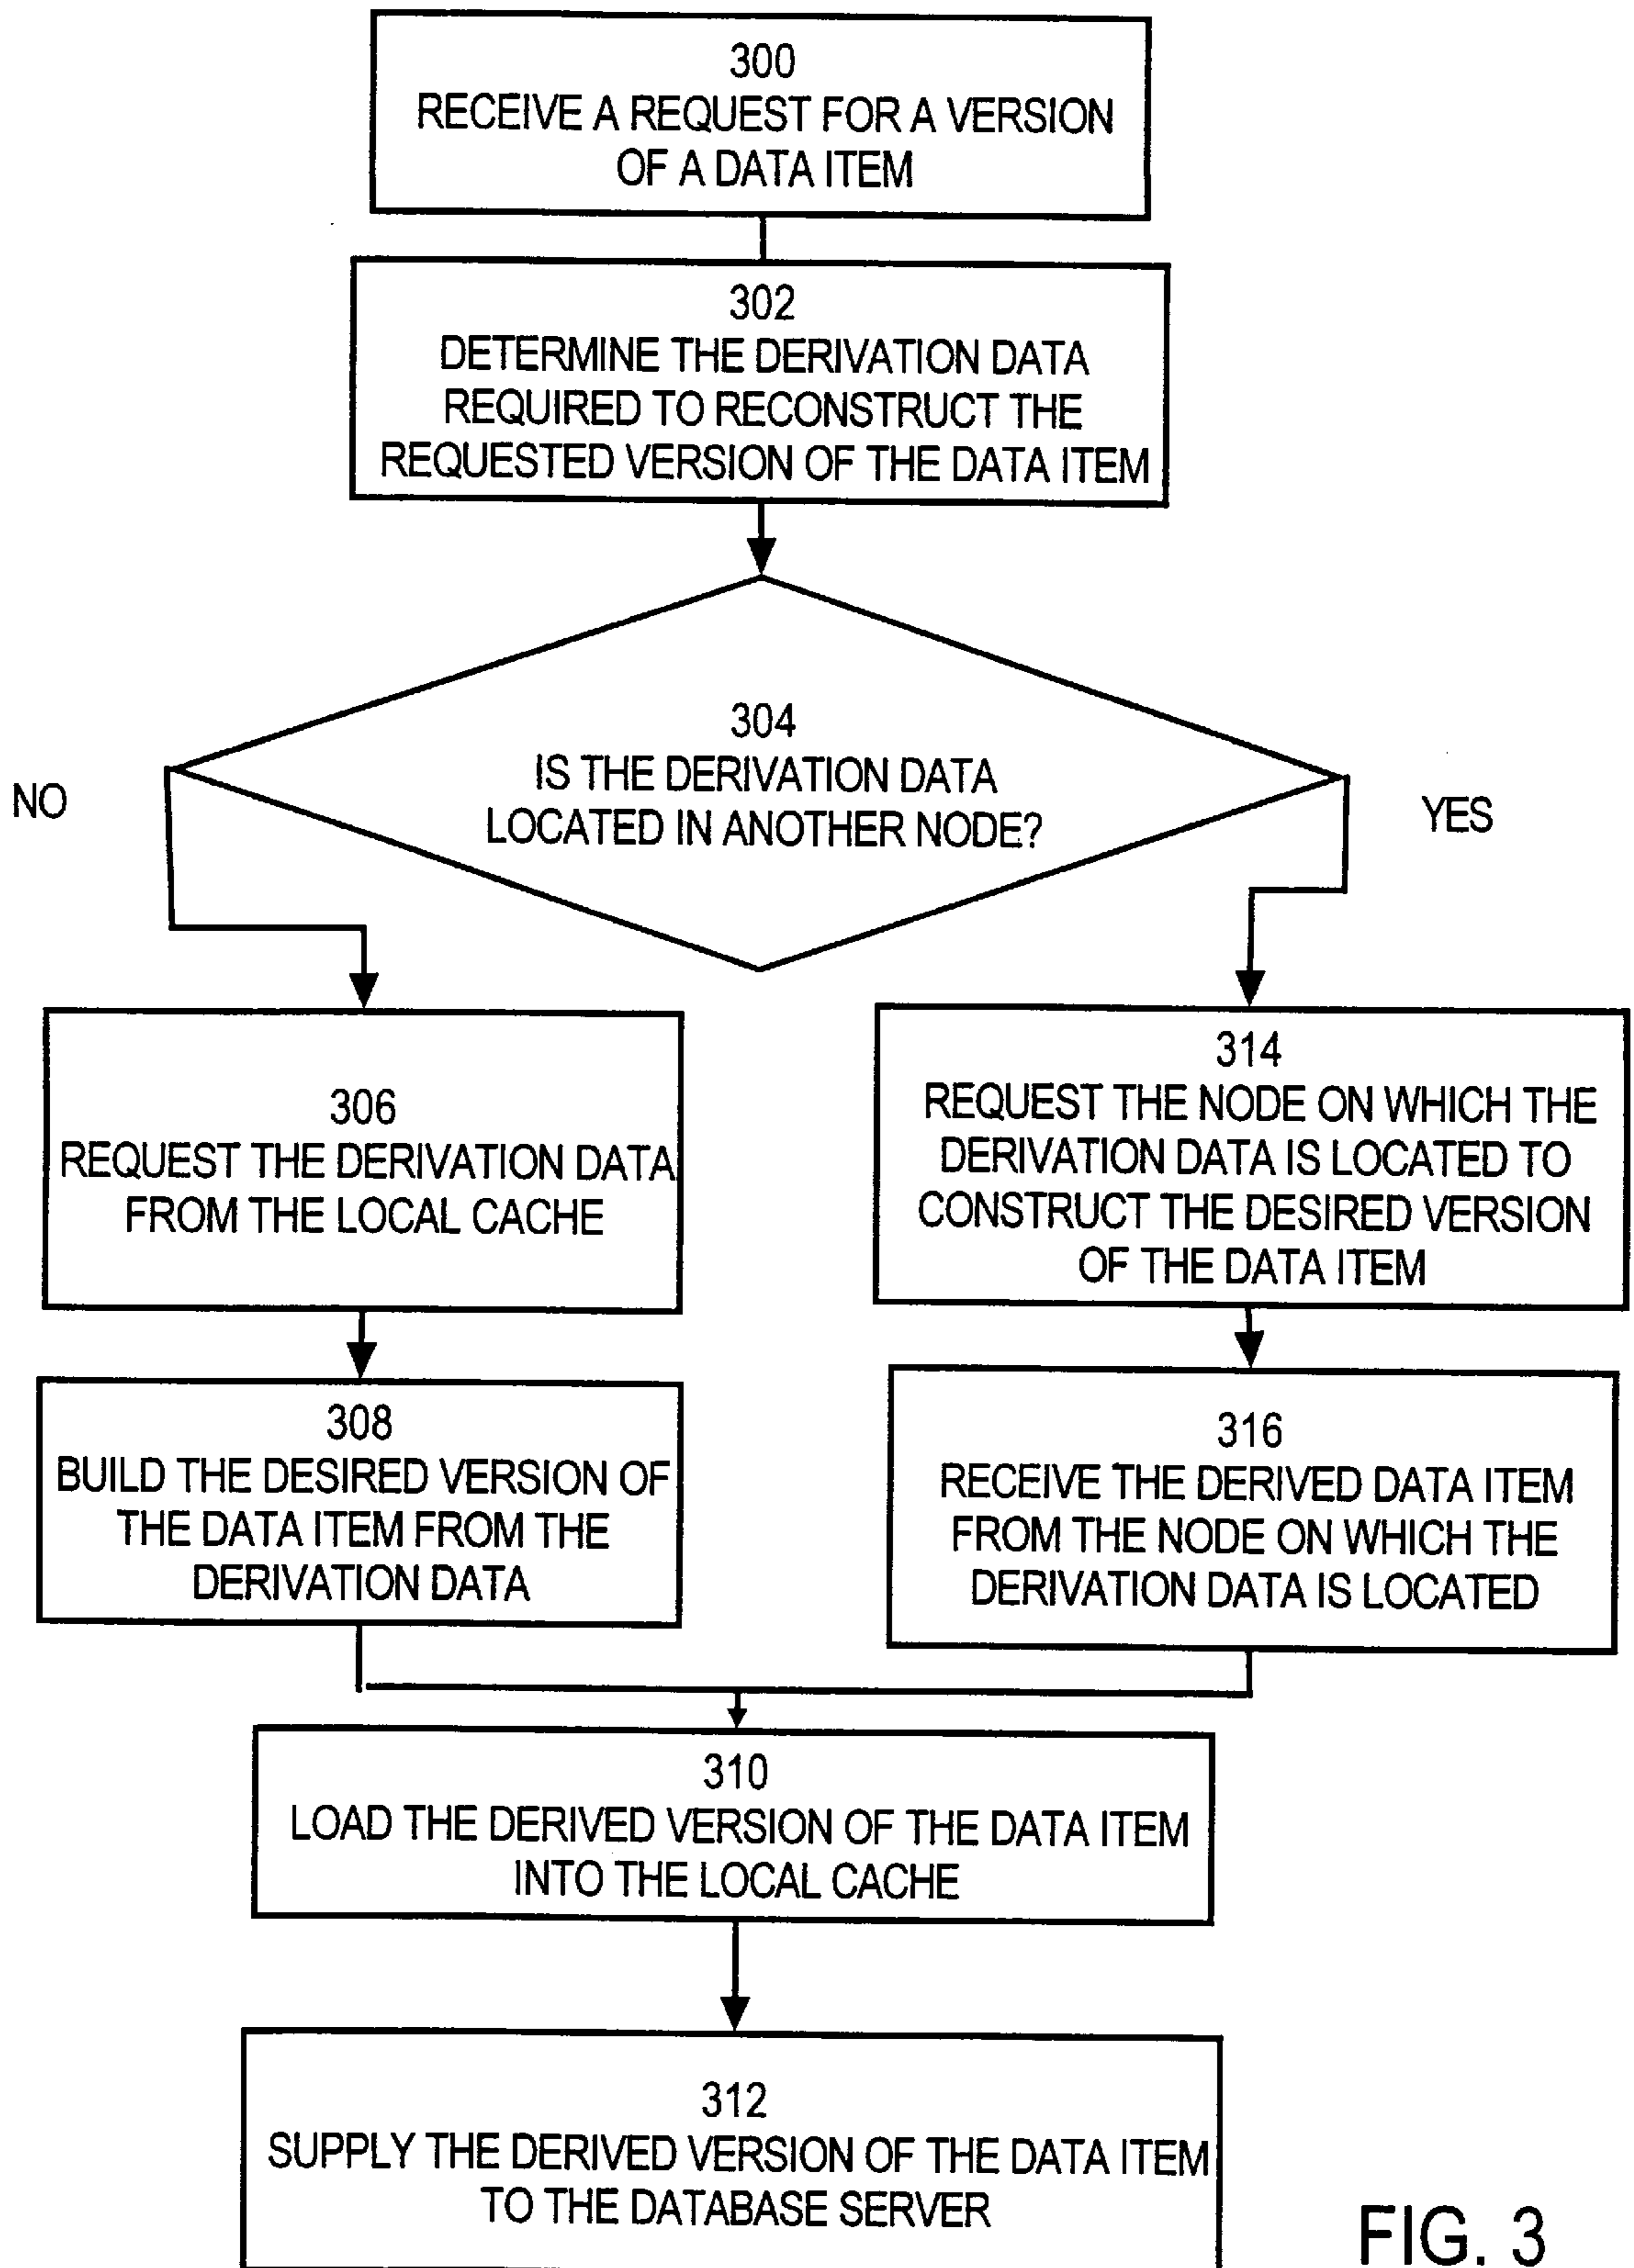 300
RECEIVE A REQUEST FOR A VERSION
OF A DATA ITEM
302
DETERMINE THE DERIVATION DATA
REQUIRED TO RECONSTRUCT THE
REQUESTED VERSION OF THE DATA ITEM
304
IS THE DERIVATION DATA
LOCATED IN ANOTHER NODE?
NO
YES
306
REQUEST THE DERIVATION DATA
FROM THE LOCAL CACHE
308
BUILD THE DESIRED VERSION OF
THE DATA ITEM FROM THE
DERIVATION DATA
314
REQUEST THE NODE ON WHICH THE
DERIVATION DATA IS LOCATED TO
CONSTRUCT THE DESIRED VERSION
OF THE DATA ITEM
316
RECEIVE THE DERIVED DATA ITEM
FROM THE NODE ON WHICH THE
DERIVATION DATA IS LOCATED
310
LOAD THE DERIVED VERSION OF THE DATA ITEM
INTO THE LOCAL CACHE
312
SUPPLY THE DERIVED VERSION OF THE DATA ITEM
TO THE DATABASE SERVER
FIG. 3